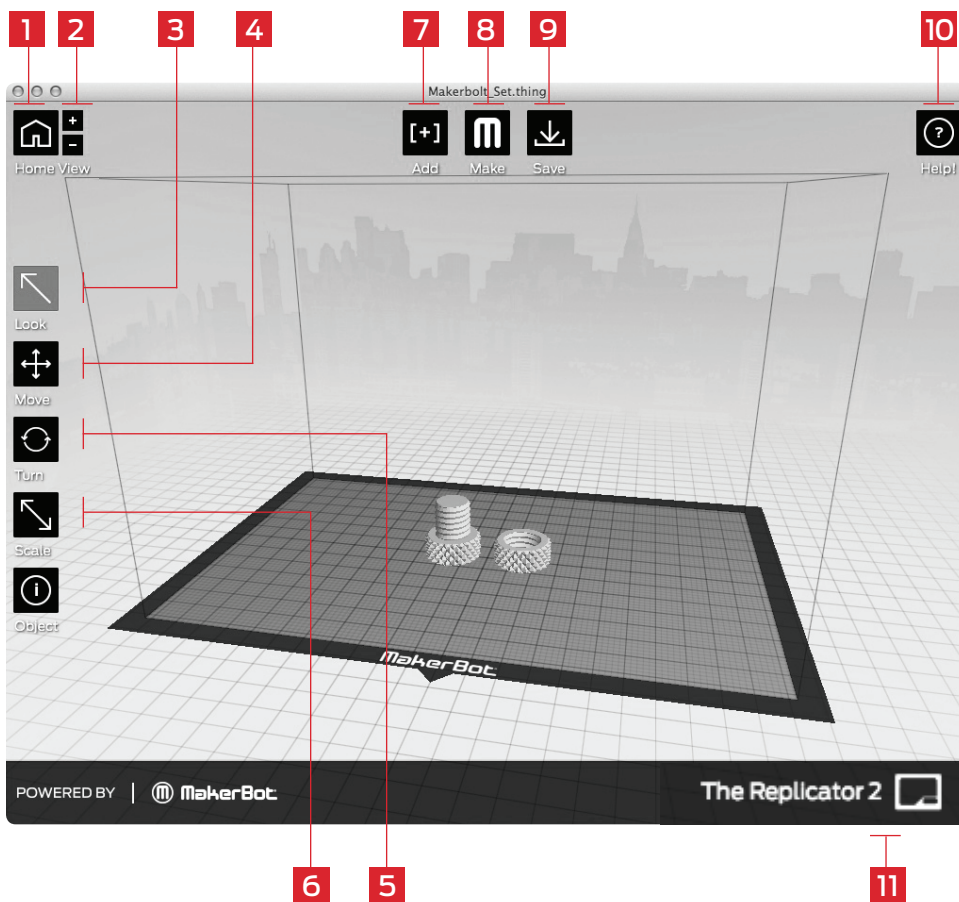 1 2 3 4 7 8 9 10
Makerbolt_Set.thing
+
-
[+]
M
?
Home View
Add Make Save
Help!
Look
Move
Turn
Scale
i
Object
MakerBot
POWERED BY | M MakerBot
The Replicator 2
6 5 11